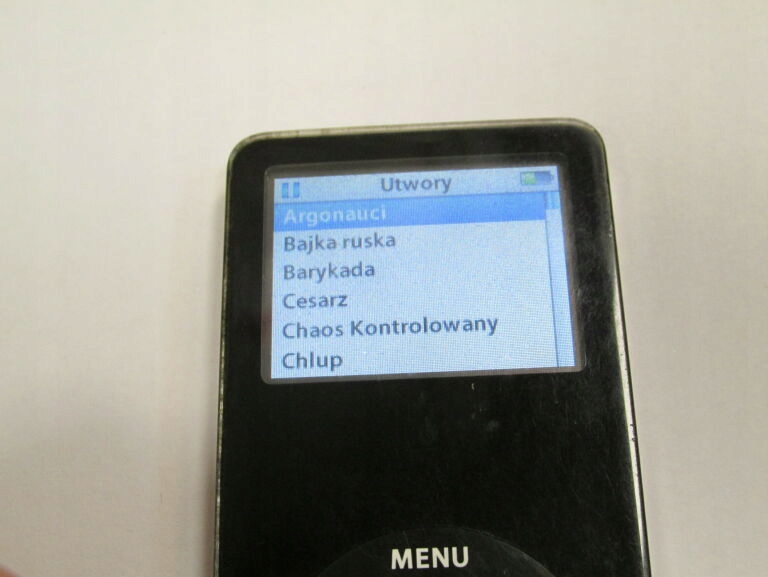 Utwory
Argonauci
Bajka ruska
Barykada
Cesarz
Chaos Kontrolowany
Chlup
MENU